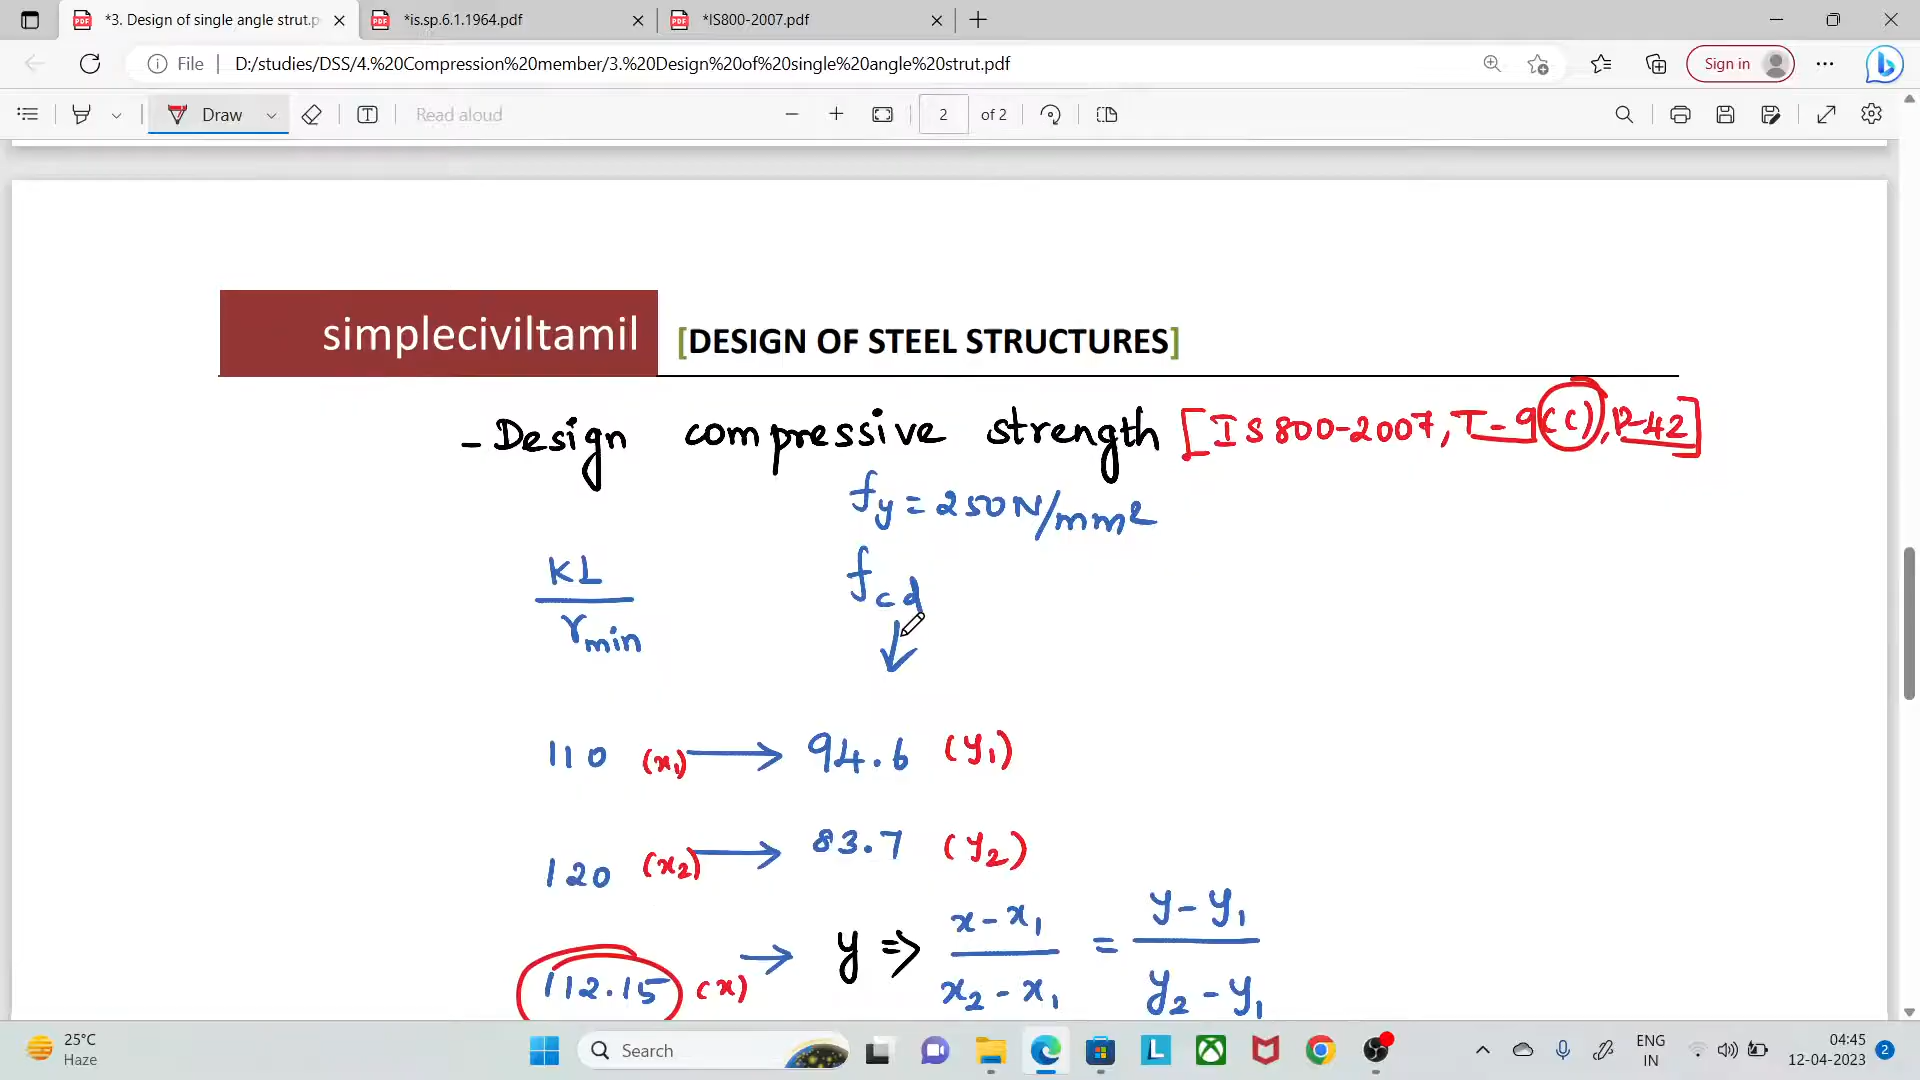 *3. Design of single angle strut.p
*is.sp.6.1.1964.pdf
*IS800-2007.pdf
File
D:/studies/DSS/4.%20Compression%20member/3.%20Design%20of%20single%20angle%20strut.pdf
Sign in
Draw
Read aloud
2 of 2
simpleciviltamil
[DESIGN OF STEEL STRUCTURES]
- Design compressive strength [IS 800-2007, T-9(c), P-42]
fy = 250N/mm2
KL
rmin
fcd
110 (x1) → 94.6 (y1)
120 (x2) → 83.7 (y2)
112.15 (x) → y => x-x1 / x2-x1 = y-y1 / y2-y1
25°C
Haze
Search
ENG
IN
04:45
12-04-2023
2